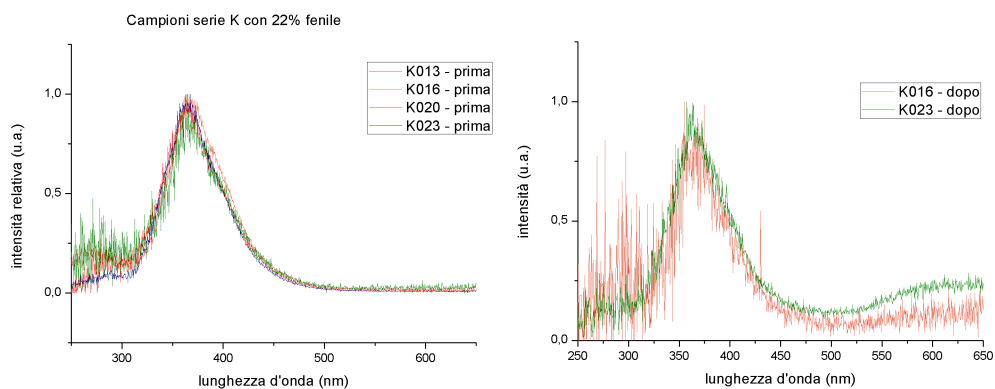 Campioni serie K con 22% fenile
K013 - prima
K016 - prima
K020 - prima
K023 - prima
intensità relativa (u.a.)
1,0
0,5
0,0
300 400 500 600
lunghezza d'onda (nm)
K016 - dopo
K023 - dopo
intensità (u.a.)
1,0
0,5
0,0
250 300 350 400 450 500 550 600 650
lunghezza d'onda (nm)